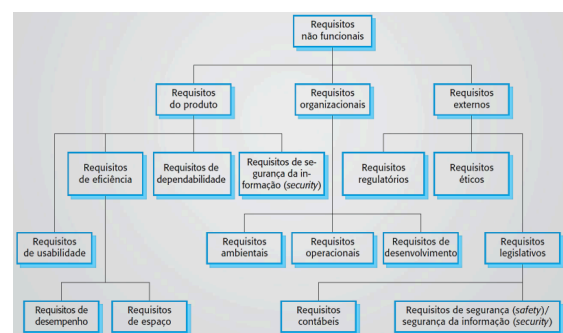 Requisitos
não funcionais
Requisitos
do produto
Requisitos
organizacionais
Requisitos
externos
Requisitos
de eficiência
Requisitos de
dependabilidade
Requisitos de se-
gurança da in-
formação (security)
Requisitos
regulatórios
Requisitos
éticos
Requisitos
de usabilidade
Requisitos
ambientais
Requisitos
operacionais
Requisitos de
desenvolvimento
Requisitos
legislativos
Requisitos de
desempenho
Requisitos
de espaço
Requisitos
contábeis
Requisitos de segurança (safety)/
segurança da informação (security)